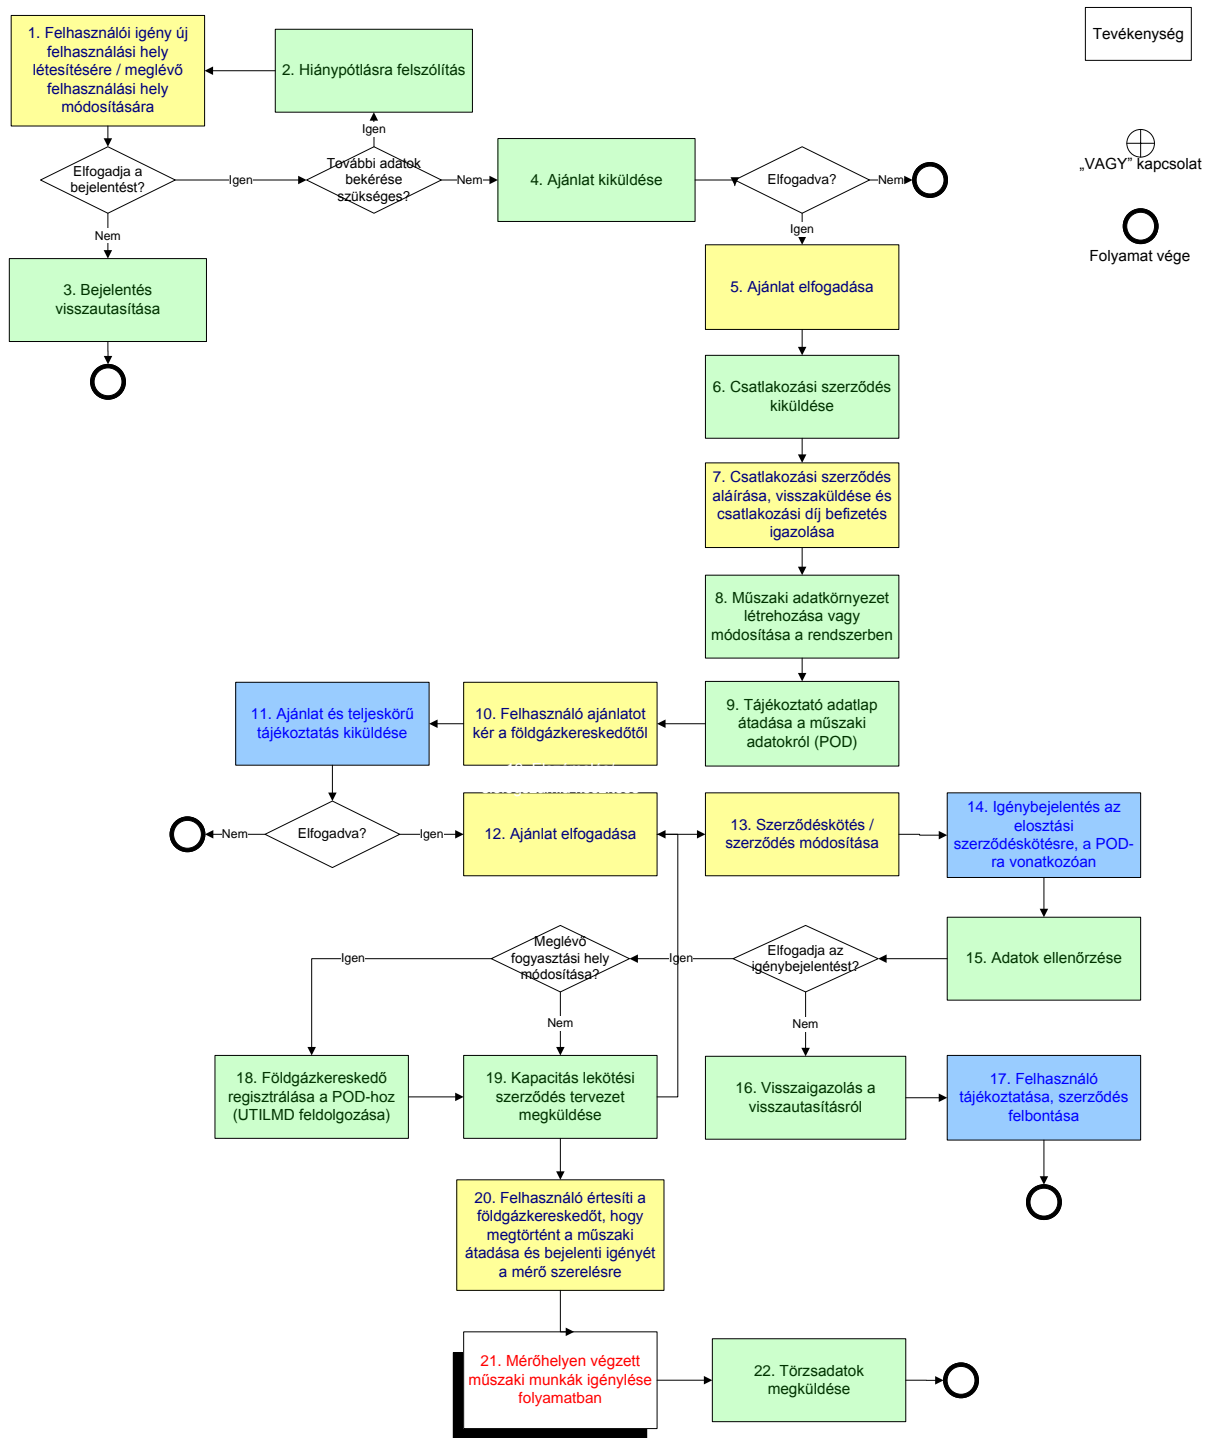 1. Felhasználói igény új
felhasználási hely
létesítésére / meglévő
felhasználási hely
módosítására
2. Hiánypótlásra felszólítás
Tevékenység
„VAGY” kapcsolat
Folyamat vége
Elfogadja a
bejelentést?
Igen
Nem
További adatok
bekérése
szükséges?
Igen
Nem
3. Bejelentés
visszautasítása
4. Ajánlat kiküldése
Elfogadva?
Nem
Igen
5. Ajánlat elfogadása
6. Csatlakozási szerződés
kiküldése
7. Csatlakozási szerződés
aláírása, visszaküldése és
csatlakozási díj befizetés
igazolása
8. Műszaki adatkörnyezet
létrehozása vagy
módosítása a rendszerben
9. Tájékoztató adatlap
átadása a műszaki
adatokról (POD)
10. Felhasználó ajánlatot
kér a földgázkereskedőtől
11. Ajánlat és teljeskörű
tájékoztatás kiküldése
Elfogadva?
Nem
Igen
12. Ajánlat elfogadása
13. Szerződéskötés /
szerződés módosítása
14. Igénybejelentés az
elosztási
szerződéskötésre, a POD-
ra vonatkozóan
15. Adatok ellenőrzése
Elfogadja az
igénybejelentést?
Igen
Nem
Meglévő
fogyasztási hely
módosítása?
Igen
Nem
16. Visszaigazolás a
visszautasításról
17. Felhasználó
tájékoztatása, szerződés
felbontása
18. Földgázkereskedő
regisztrálása a POD-hoz
(UTILMD feldolgozása)
19. Kapacitás lekötési
szerződés tervezet
megküldése
20. Felhasználó értesíti a
földgázkereskedőt, hogy
megtörtént a műszaki
átadása és bejelenti igényét
a mérő szerelésre
21. Mérőhelyen végzett
műszaki munkák igénylése
folyamatban
22. Törzsadatok
megküldése